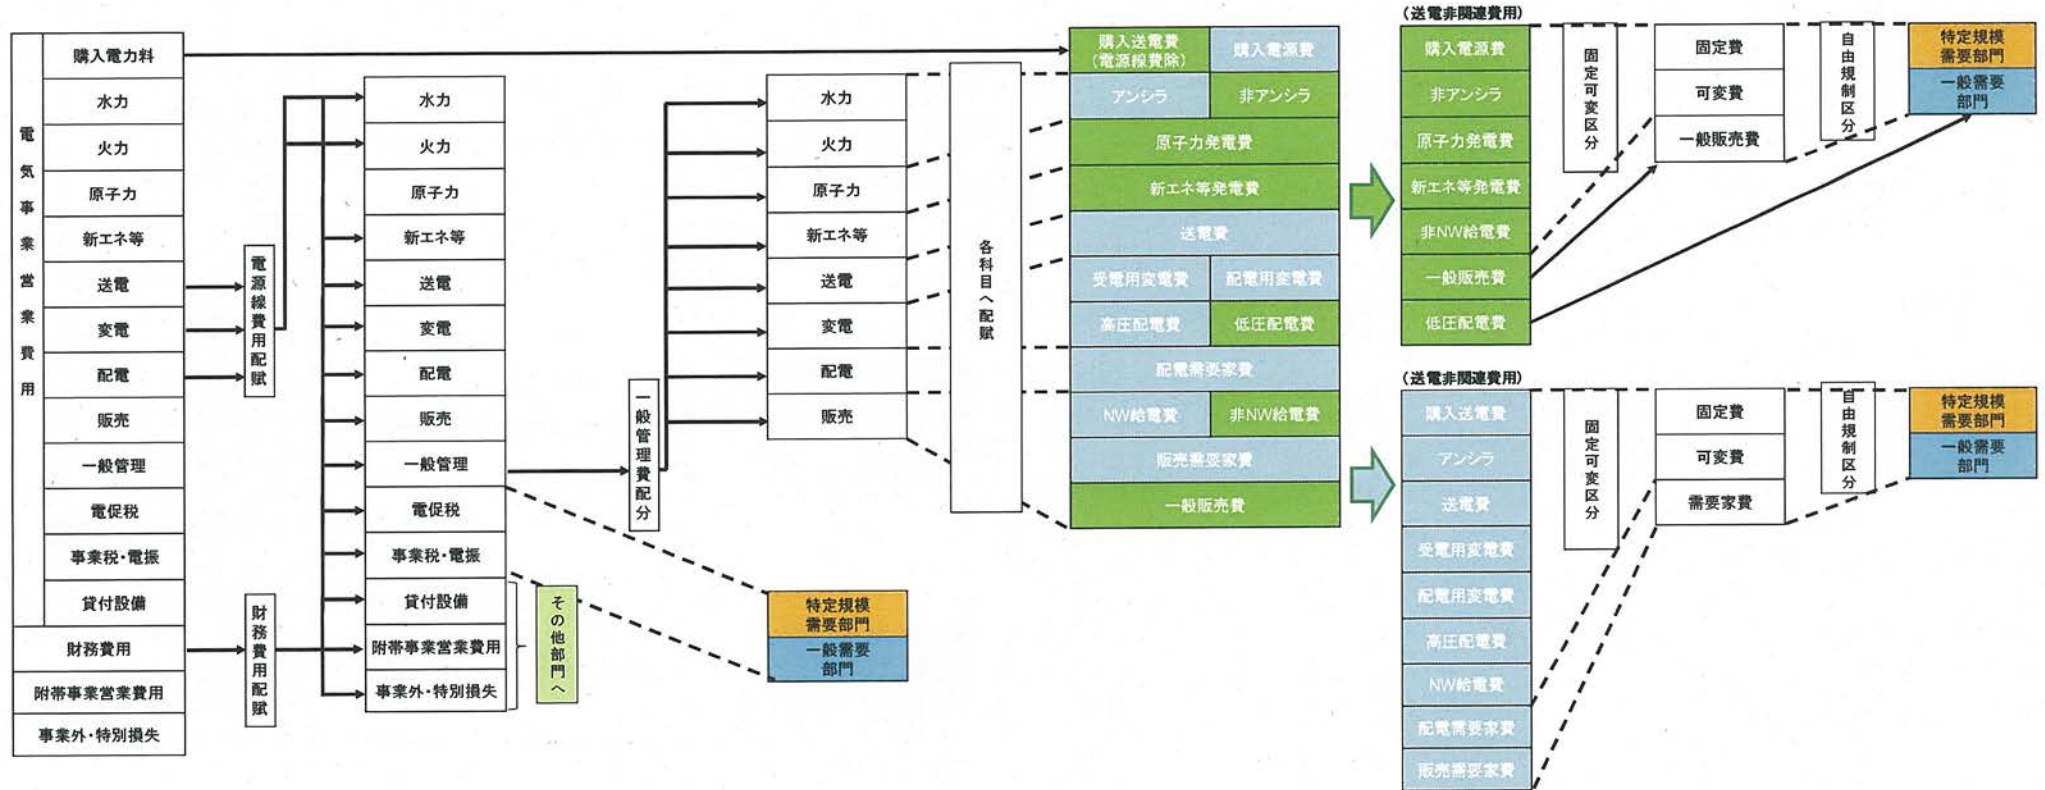 電気事業営業費用
購入電力料
水力
火力
原子力
新エネ等
送電
変電
配電
販売
一般管理
電促税
事業税・電振
貸付設備
財務費用
附帯事業営業費用
事業外・特別損失
電源線費用配賦
財務費用配賦
水力
火力
原子力
新エネ等
送電
変電
配電
販売
一般管理
電促税
事業税・電振
貸付設備
附帯事業営業費用
事業外・特別損失
その他部門へ
一般管理費配分
水力
火力
原子力
新エネ等
送電
変電
配電
販売
特定規模
需要部門
一般需要
部門
各科目へ配賦
購入送電費
(電源線費除)
購入電源費
アンシラ
非アンシラ
原子力発電費
新エネ等発電費
送電費
受電用変電費
配電用変電費
高圧配電費
低圧配電費
配電需要家費
NW給電費
非NW給電費
販売需要家費
一般販売費
(送電非関連費用)
購入電源費
非アンシラ
原子力発電費
新エネ等発電費
非NW給電費
一般販売費
低圧配電費
固定可変区分
固定費
可変費
一般販売費
自由規制区分
特定規模
需要部門
一般需要
部門
(送電非関連費用)
購入送電費
アンシラ
送電費
受電用変電費
配電用変電費
高圧配電費
NW給電費
配電需要家費
販売需要家費
固定可変区分
固定費
可変費
需要家費
自由規制区分
特定規模
需要部門
一般需要
部門